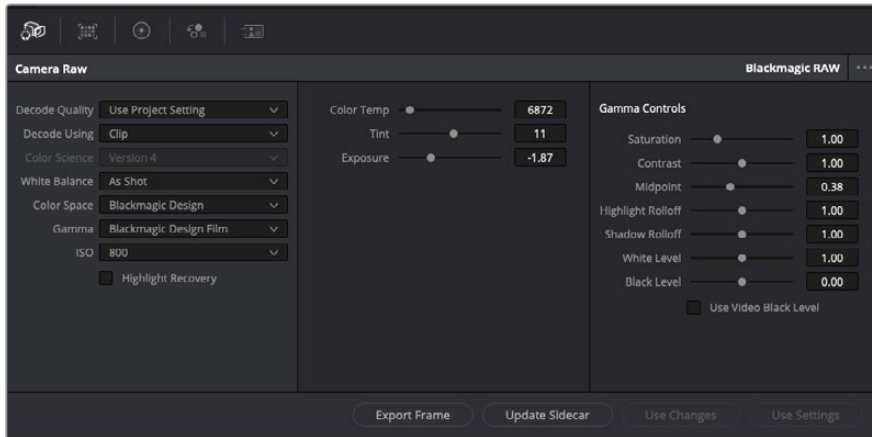 Camera Raw
Blackmagic RAW
Decode Quality Use Project Setting
Decode Using Clip
Color Science Version 4
White Balance As Shot
Color Space Blackmagic Design
Gamma Blackmagic Design Film
ISO 800
Highlight Recovery
Color Temp 6872
Tint 11
Exposure -1.87
Gamma Controls
Saturation 1.00
Contrast 1.00
Midpoint 0.38
Highlight Rolloff 1.00
Shadow Rolloff 1.00
White Level 1.00
Black Level 0.00
Use Video Black Level
Export Frame
Update Sidecar
Use Changes
Use Settings